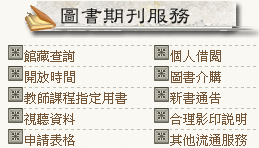 圖書期刊服務
館藏查詢 個人借閱
開放時間 圖書介購
教師課程指定用書 新書通告
視聽資料 合理影印說明
申請表格 其他流通服務